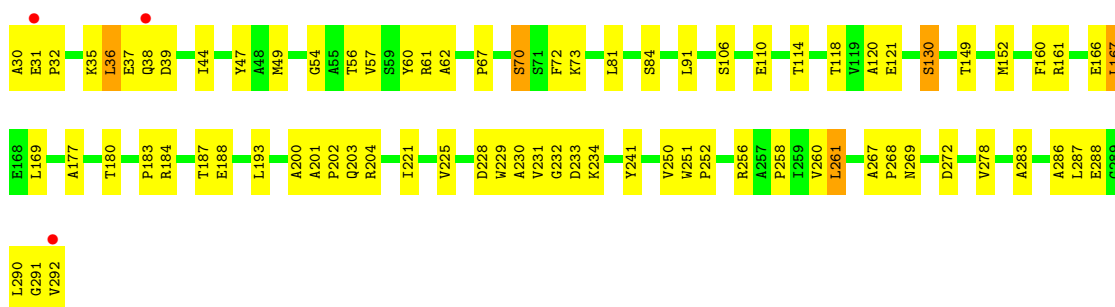 A30 E31 P32 K35 L36 E37 Q38 D39 I44 Y47 A48 M49 G54 A55 T56 V57 S59 Y60 R61 A62 P67 S70 S71 F72 K73 L81 S84 L91 S106 E110 T114 T118 V119 A120 E121 S130 T149 M152 F160 R161 E166 L167
E168 L169 A177 T180 P183 R184 T187 E188 L193 A200 A201 P202 Q203 R204 I221 V225 D228 W229 A230 V231 G232 D233 K234 Y241 V250 W251 P252 R256 A257 P258 I259 V260 L261 A267 P268 N269 D272 V278 A283 A286 L287 E288 G289
L290 G291 V292